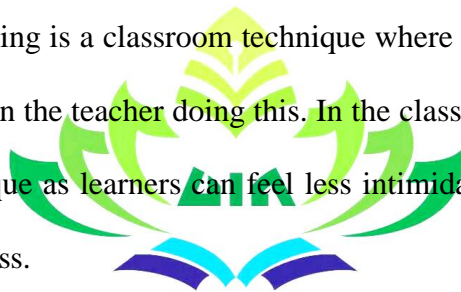 ing is a classroom technique where
n the teacher doing this. In the class
que as learners can feel less intimida
ss.